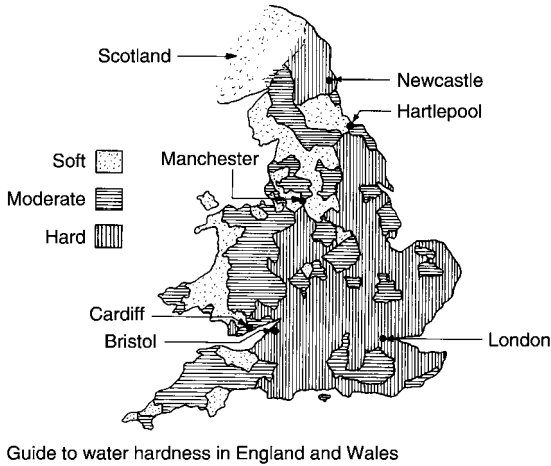 Scotland
Newcastle
Hartlepool
Soft
Manchester
Moderate
Hard
Cardiff
Bristol
London
Guide to water hardness in England and Wales